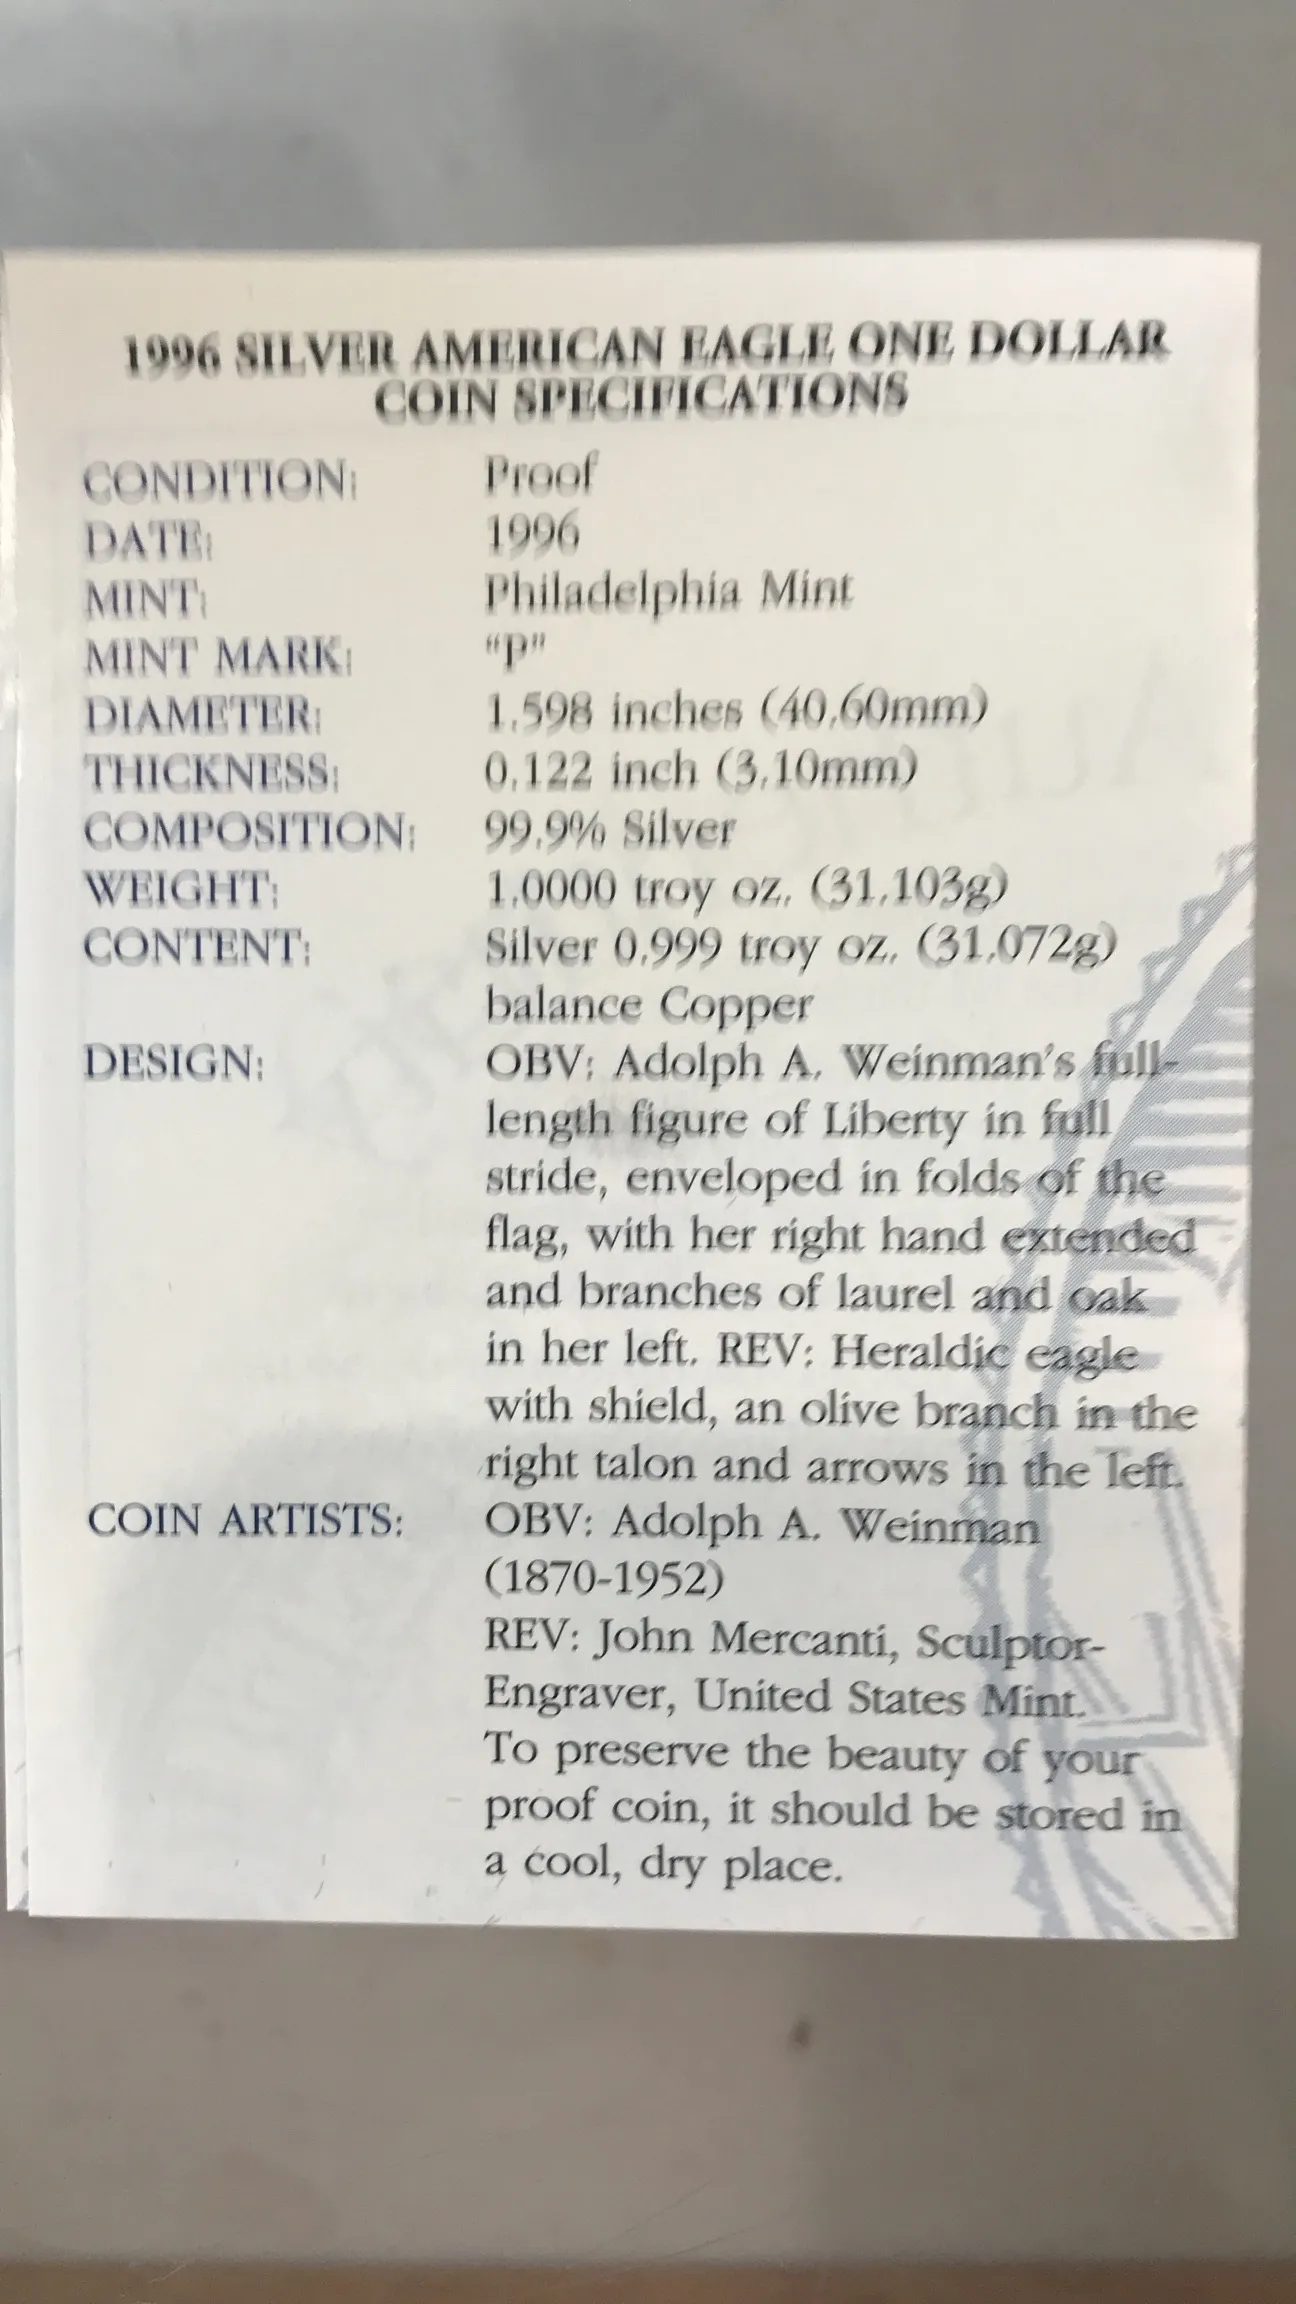 1996 SILVER AMERICAN EAGLE ONE DOLLAR
COIN SPECIFICATIONS
CONDITION: Proof
DATE: 1996
MINT: Philadelphia Mint
MINT MARK: “P”
DIAMETER: 1.598 inches (40.60mm)
THICKNESS: 0.122 inch (3.10mm)
COMPOSITION: 99.9% Silver
WEIGHT: 1.0000 troy oz. (31.103g)
CONTENT: Silver 0.999 troy oz. (31.072g)
balance Copper
DESIGN: OBV: Adolph A. Weinman’s full-
length figure of Liberty in full
stride, enveloped in folds of the
flag, with her right hand extended
and branches of laurel and oak
in her left. REV: Heraldic eagle
with shield, an olive branch in the
right talon and arrows in the left.
COIN ARTISTS: OBV: Adolph A. Weinman
(1870-1952)
REV: John Mercanti, Sculptor-
Engraver, United States Mint.
To preserve the beauty of your
proof coin, it should be stored in
a cool, dry place.